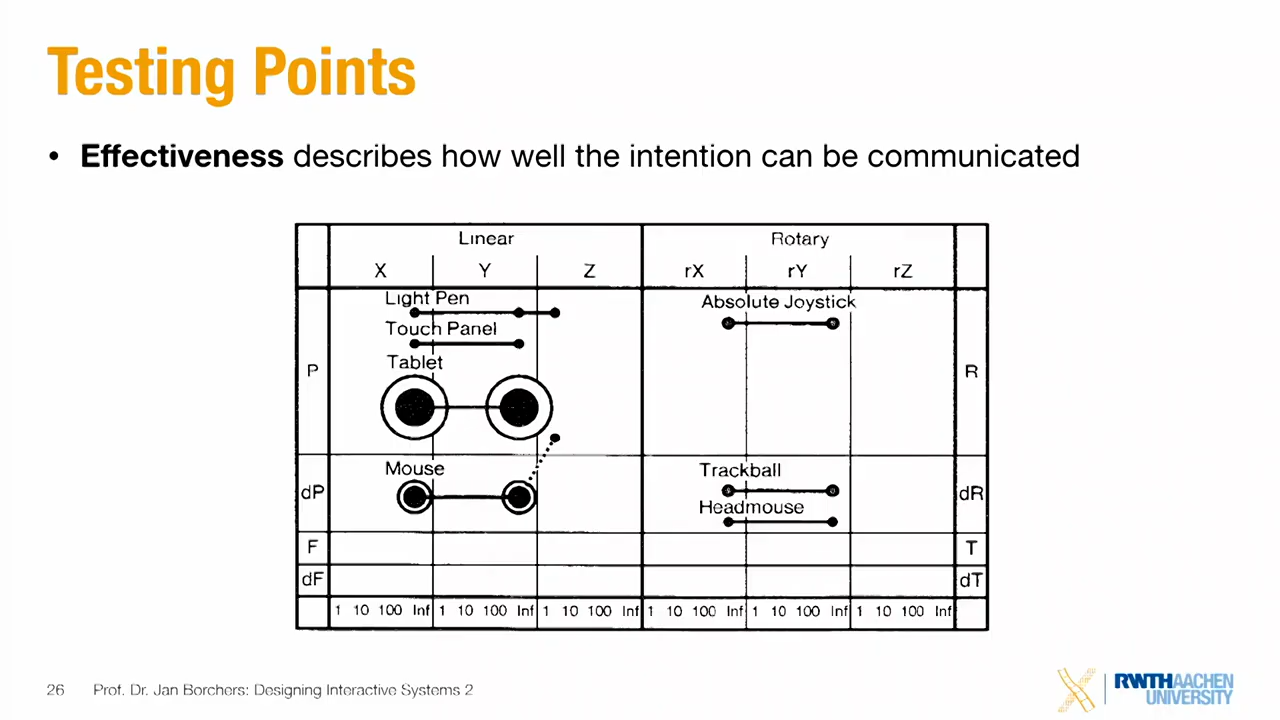 Testing Points
• Effectiveness describes how well the intention can be communicated
Linear Rotary
X Y Z rX rY rZ
Light Pen
Absolute Joystick
Touch Panel
Tablet
P R
Mouse
Trackball
dP dR
Headmouse
F T
dF dT
1 10 100 Inf 1 10 100 Inf 1 10 100 Inf 1 10 100 Inf 1 10 100 Inf 1 10 100 Inf
26 Prof. Dr. Jan Borchers: Designing Interactive Systems 2
RWTHAACHEN
UNIVERSITY